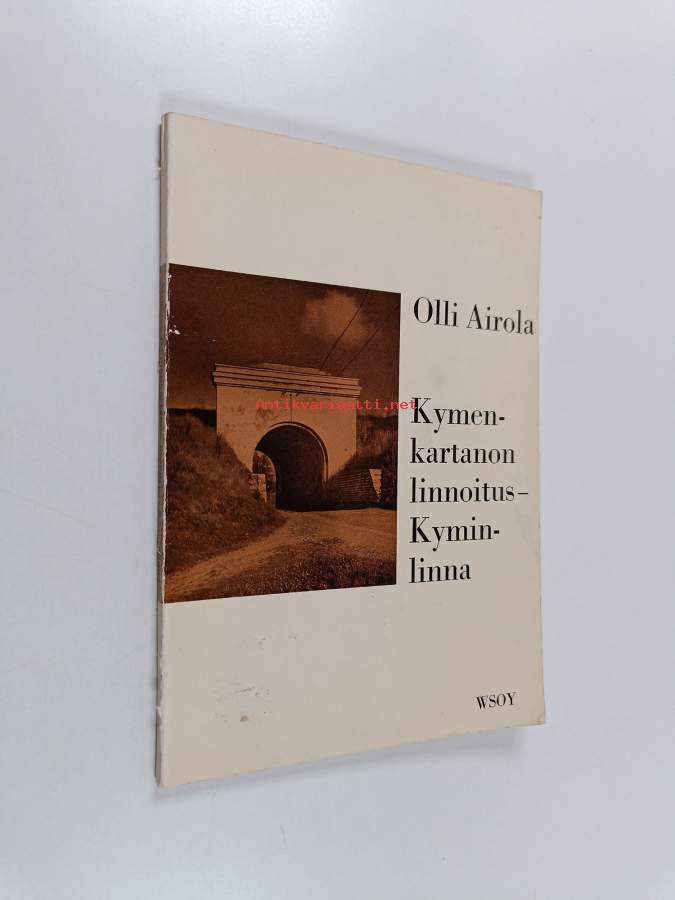 Olli Airola
Antikvariaatti.net
Kymen-
kartanon
linnoitus–
Kymin-
linna
WSOY